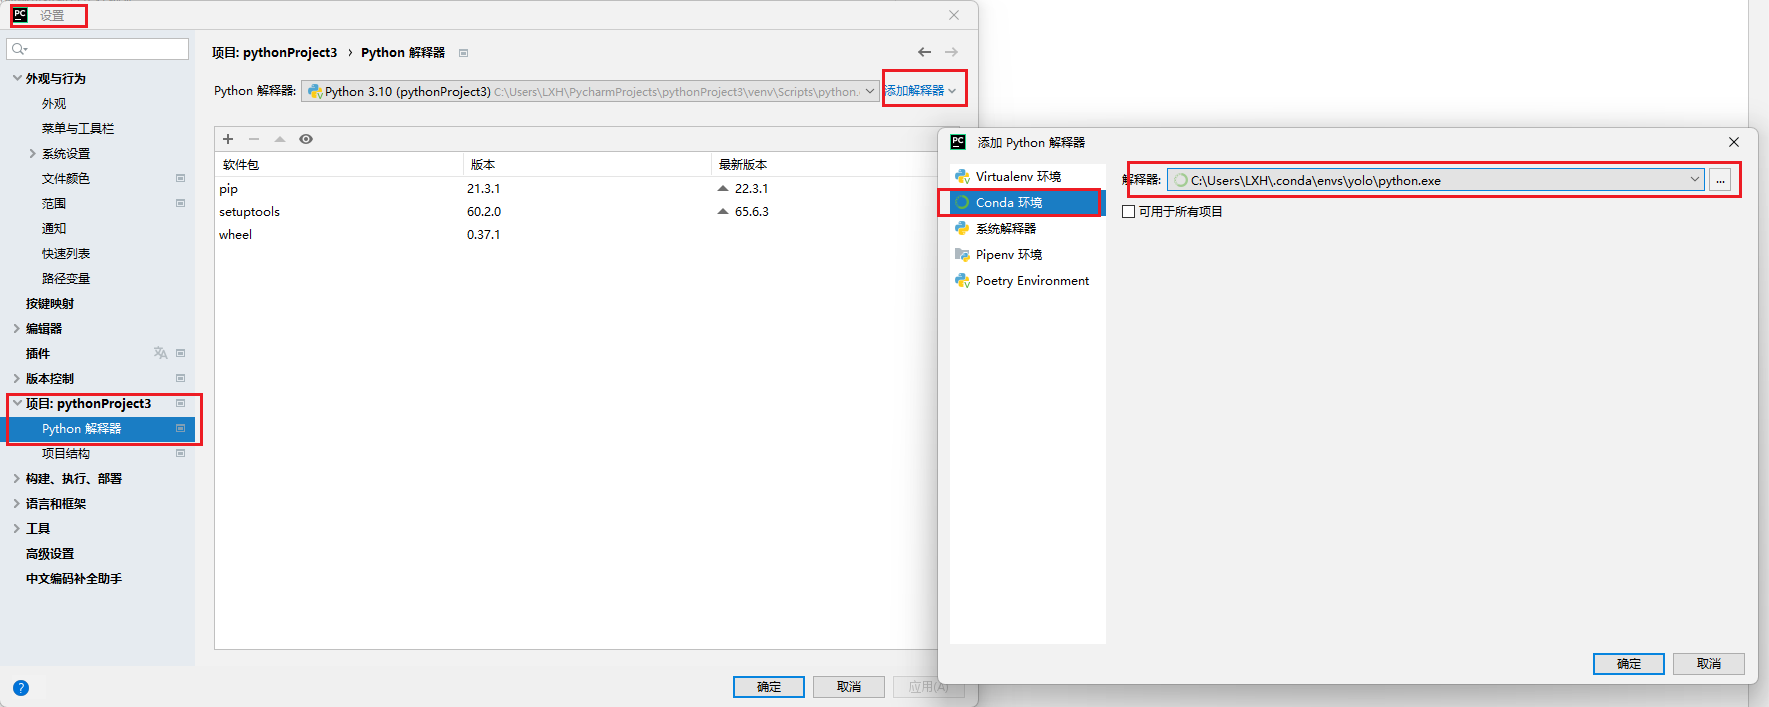 PC 设置
项目: pythonProject3 › Python 解释器
Python 解释器: Python 3.10 (pythonProject3) C:\Users\LXH\PycharmProjects\pythonProject3\venv\Scripts\python. 添加解释器
外观与行为
外观
菜单与工具栏
系统设置
文件颜色
范围
通知
快速列表
路径变量
按键映射
编辑器
插件
版本控制
项目: pythonProject3
Python 解释器
项目结构
构建、执行、部署
语言和框架
工具
高级设置
中文编码补全助手
软件包 版本 最新版本
pip 21.3.1 22.3.1
setuptools 60.2.0 65.6.3
wheel 0.37.1
? 确定 取消 应用(A)
PC 添加 Python 解释器
Virtualenv 环境
Conda 环境
系统解释器
Pipenv 环境
Poetry Environment
解释器: C:\Users\LXH\.conda\envs\yolo\python.exe ...
可用于所有项目
确定 取消